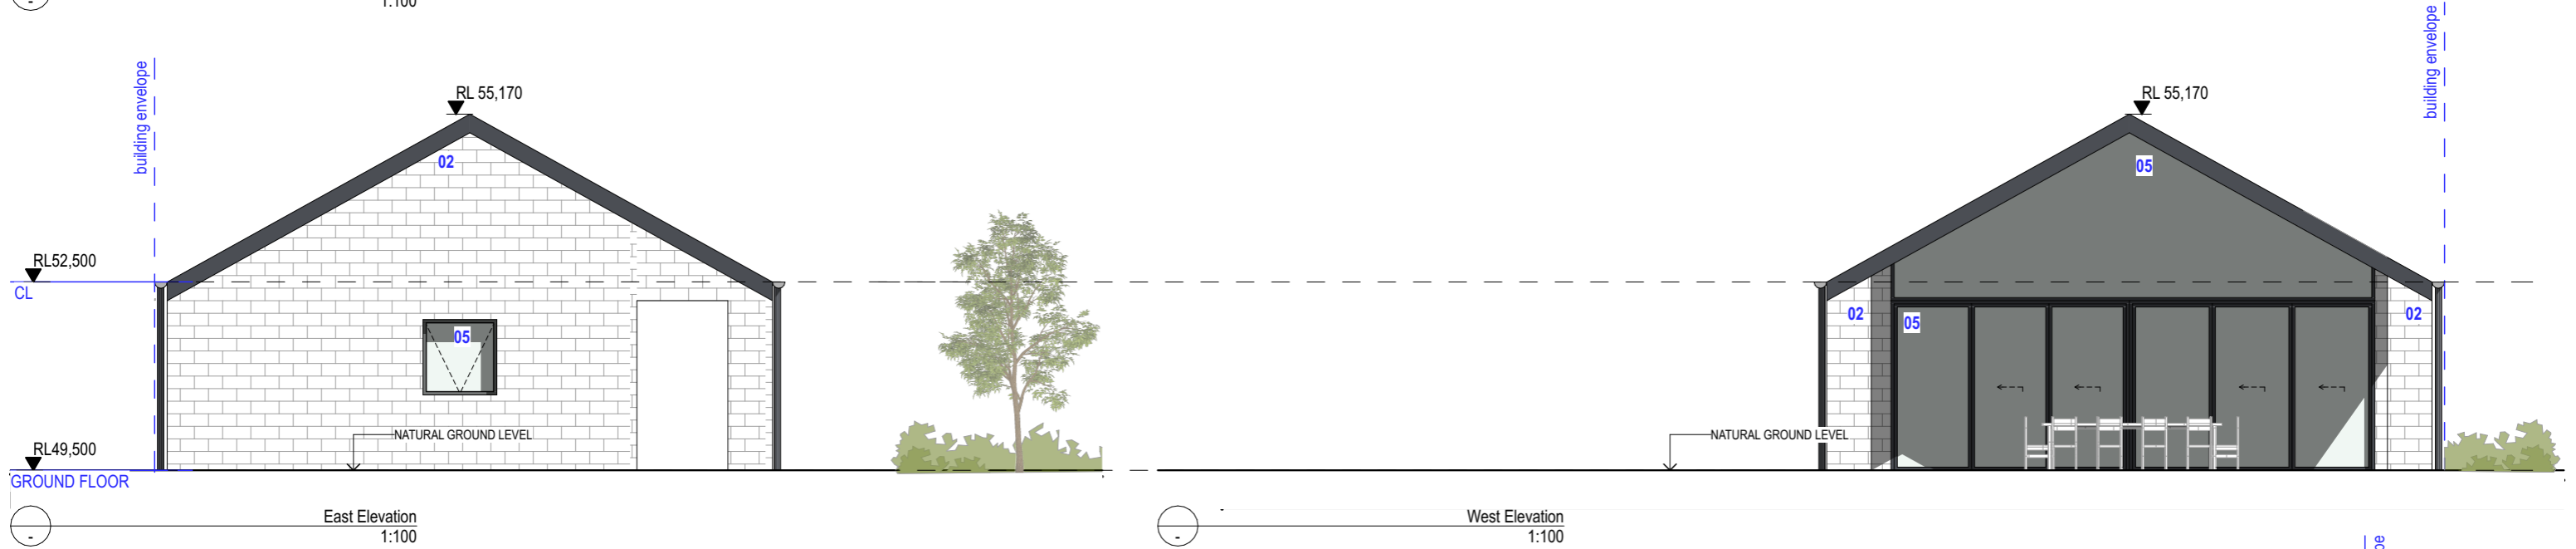 1:100
building envelope
building envelope
RL 55,170
RL 55,170
02
05
RL52,500
CL
02
05
02
05
NATURAL GROUND LEVEL
NATURAL GROUND LEVEL
RL49,500
GROUND FLOOR
East Elevation
1:100
-
West Elevation
1:100
-